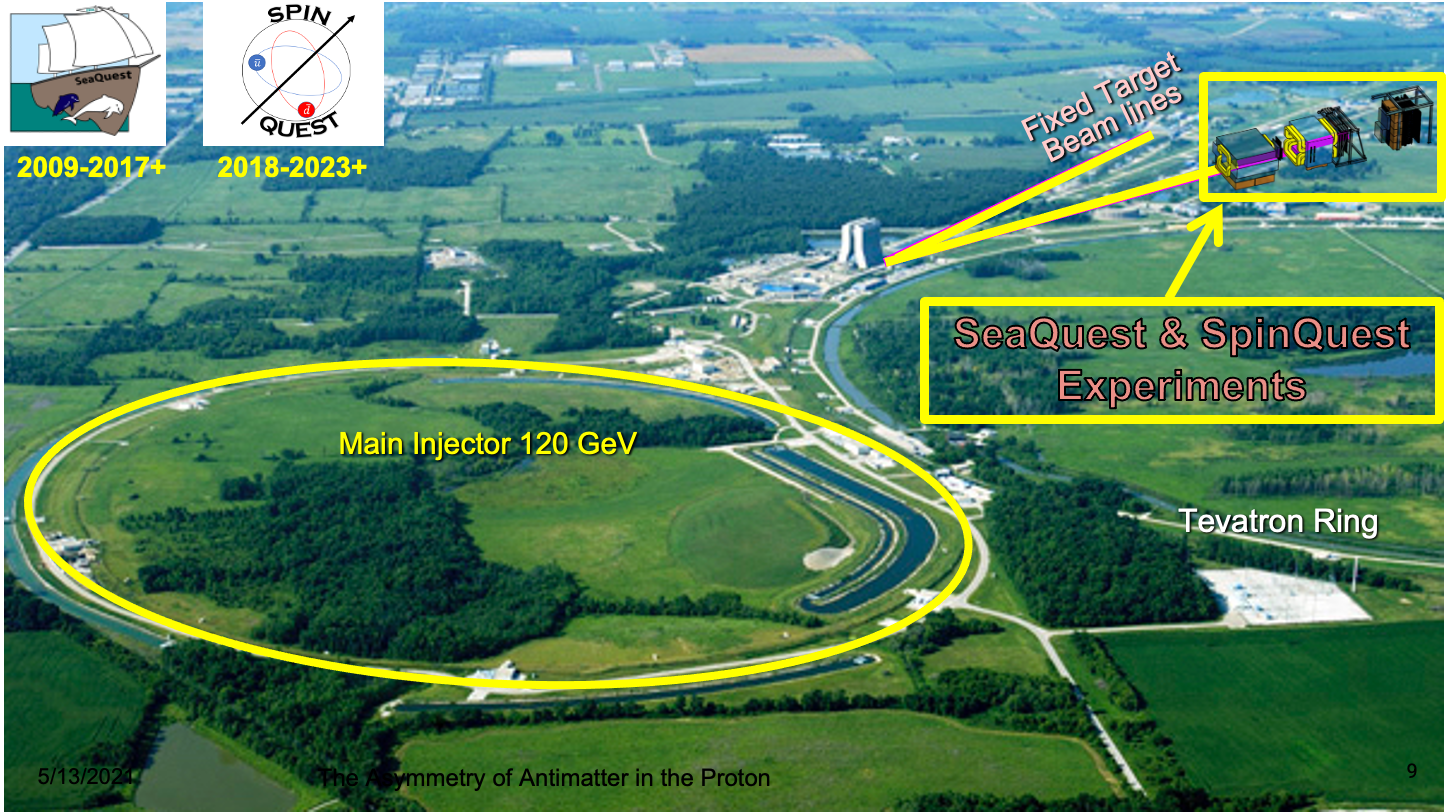 SeaQuest
2009-2017+
SPIN
ū
d̄
QUEST
2018-2023+
Fixed Target
Beam lines
SeaQuest & SpinQuest
Experiments
Main Injector 120 GeV
Tevatron Ring
5/13/2021
The Asymmetry of Antimatter in the Proton
9